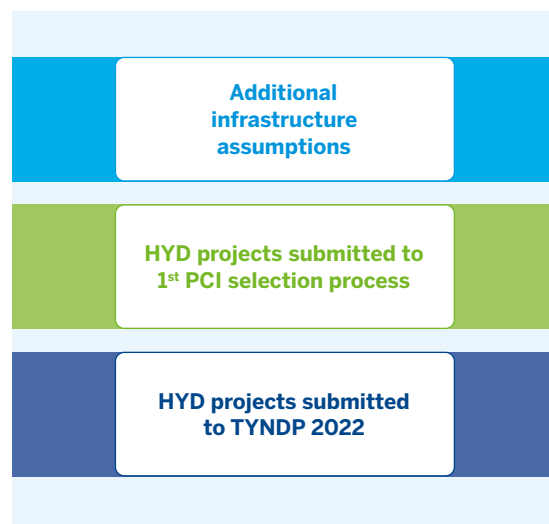 Additional
infrastructure
assumptions
HYD projects submitted to
1st PCI selection process
HYD projects submitted
to TYNDP 2022